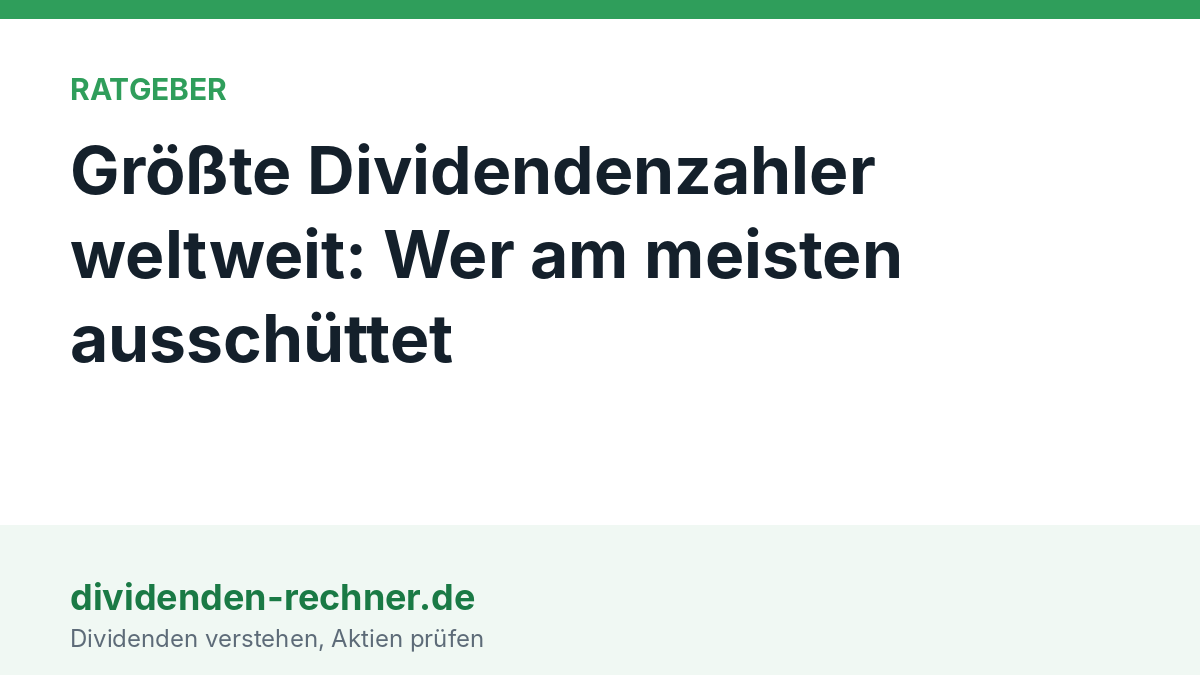 RATGEBER
Größte Dividendenzahler
weltweit: Wer am meisten
ausschüttet
dividenden-rechner.de
Dividenden verstehen, Aktien prüfen